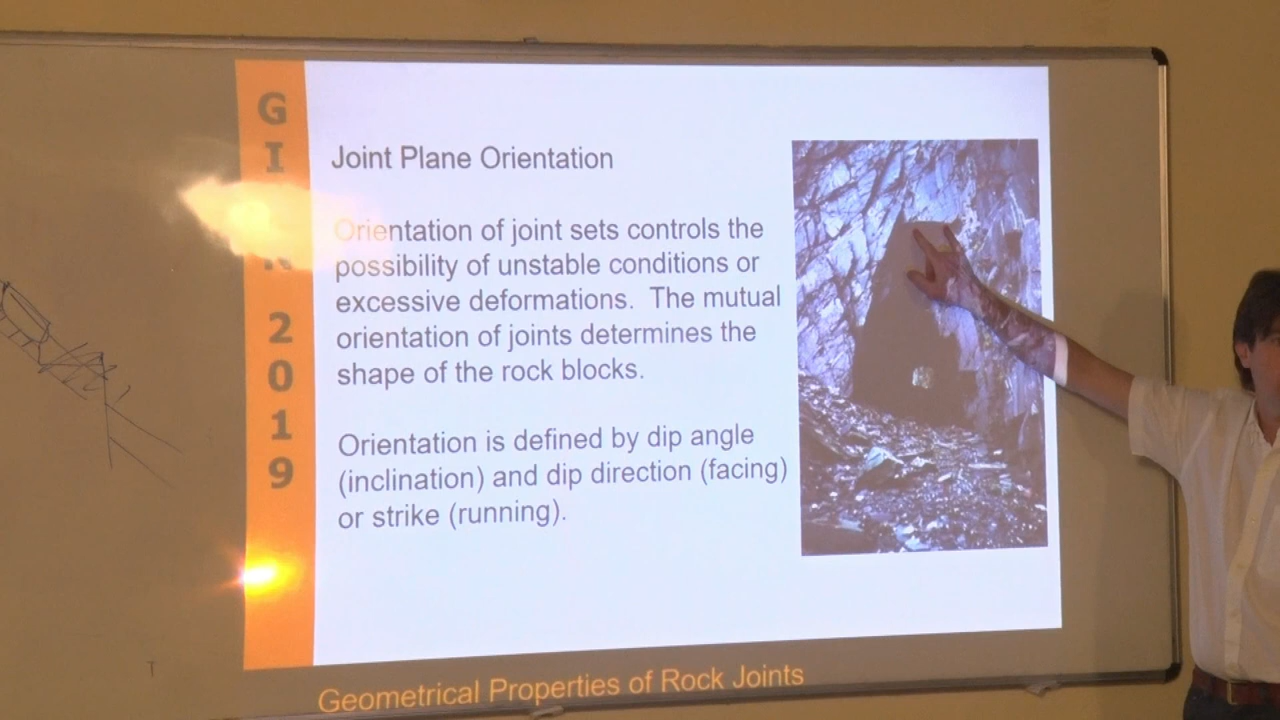 G
I
2
0
1
9
Joint Plane Orientation
Orientation of joint sets controls the
possibility of unstable conditions or
excessive deformations. The mutual
orientation of joints determines the
shape of the rock blocks.
Orientation is defined by dip angle
(inclination) and dip direction (facing)
or strike (running).
Geometrical Properties of Rock Joints